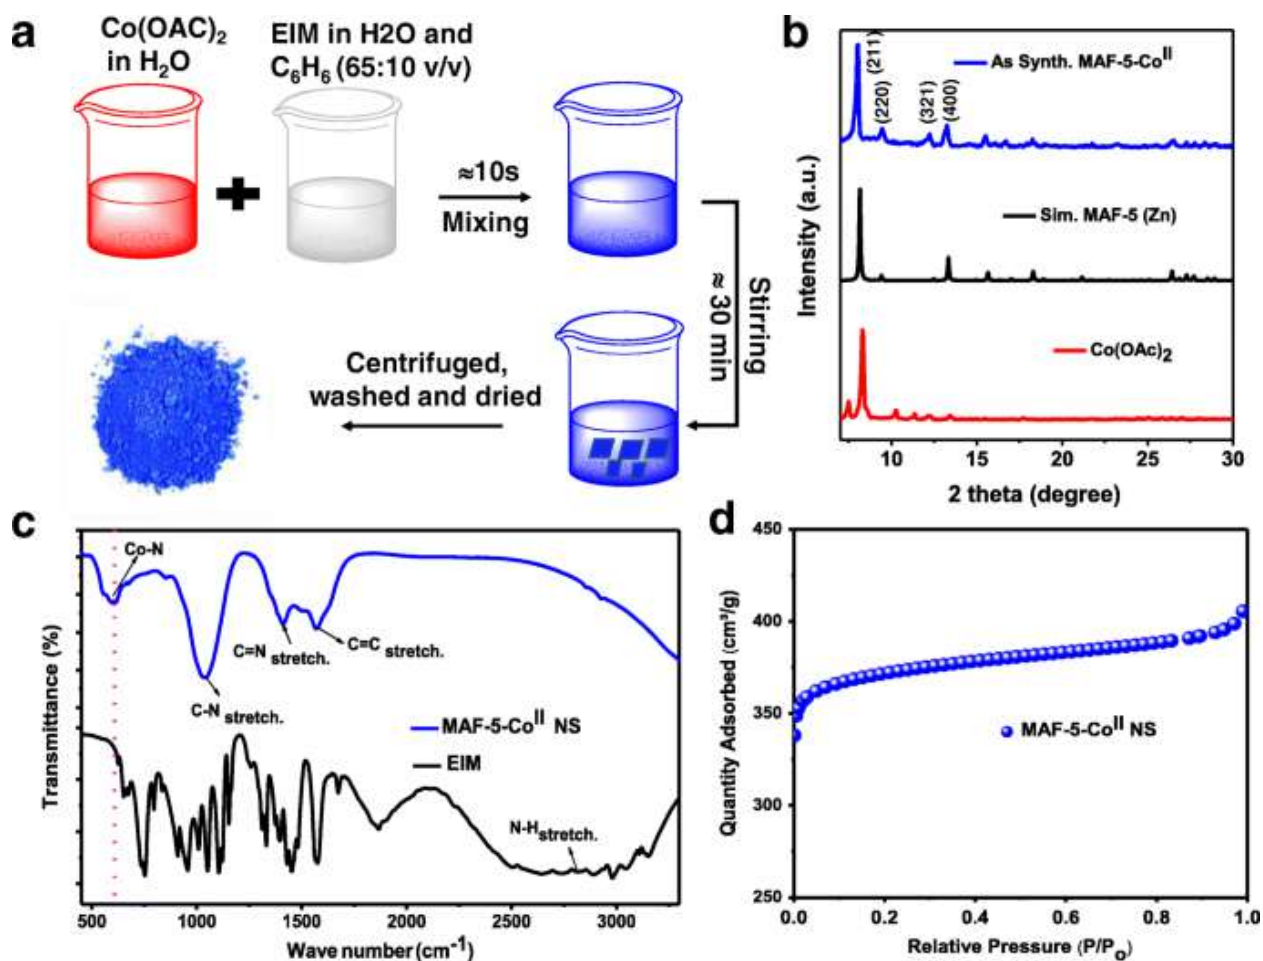 a
Co(OAC)₂
in H₂O
EIM in H2O and
C₆H₆ (65:10 v/v)
≈10s
Mixing
Stirring
≈ 30 min
Centrifuged,
washed and dried
b
Intensity (a.u.)
(211)
(220)
(321)
(400)
As Synth. MAF-5-Coᴵᴵ
Sim. MAF-5 (Zn)
Co(OAc)₂
10 15 20 25 30
2 theta (degree)
c
Transmittance (%)
Co-N
C=N stretch.
C=C stretch.
C-N stretch.
MAF-5-Coᴵᴵ NS
EIM
N-H stretch.
500 1000 1500 2000 2500 3000
Wave number (cm⁻¹)
d
Quantity Adsorbed (cm³/g)
450
400
350
300
250
MAF-5-Coᴵᴵ NS
0.0 0.2 0.4 0.6 0.8 1.0
Relative Pressure (P/Pₒ)